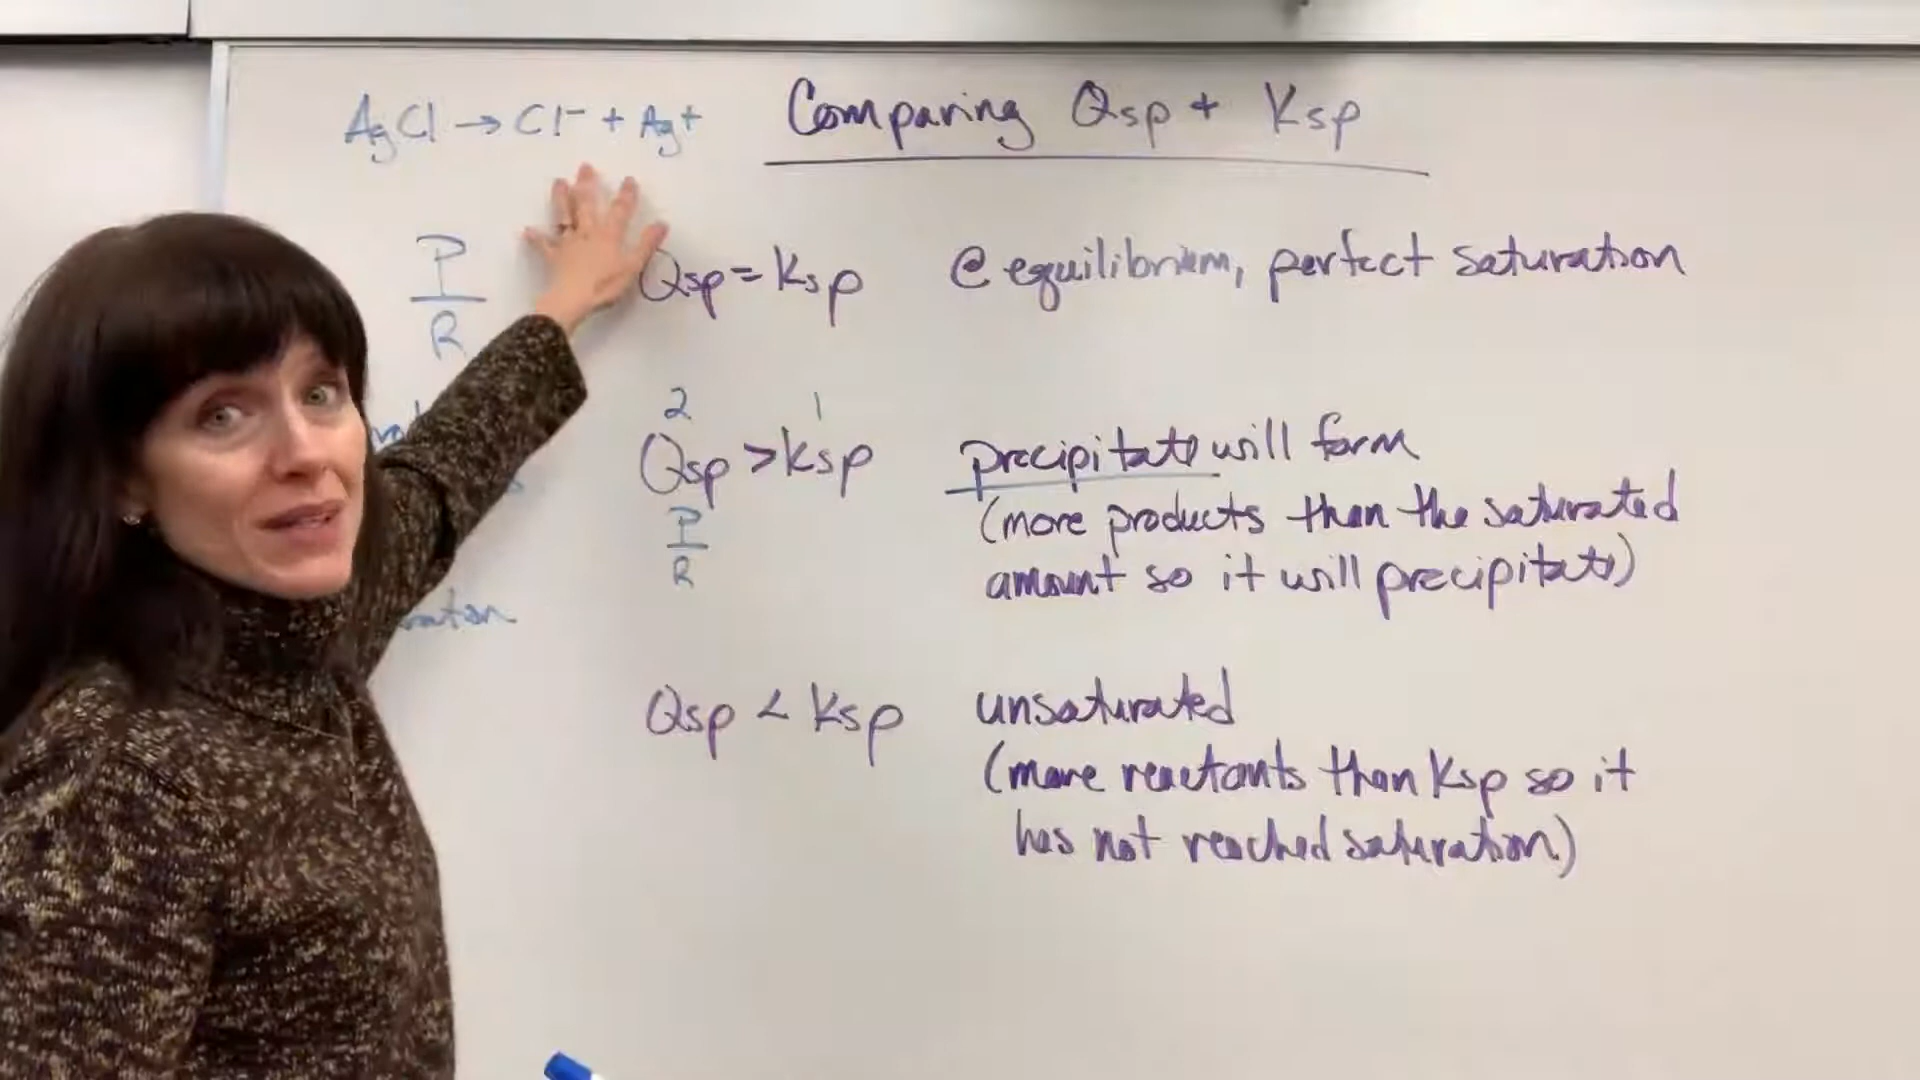 AgCl → Cl⁻ + Ag⁺
Comparing Qsp + Ksp
P
R
Qsp = Ksp
@ equilibrium, perfect saturation
2 1
Qsp > Ksp
P
R
precipitate will form
(more products than the saturated
amount so it will precipitate)
Qsp < Ksp
unsaturated
(more reactants than Ksp so it
has not reached saturation)